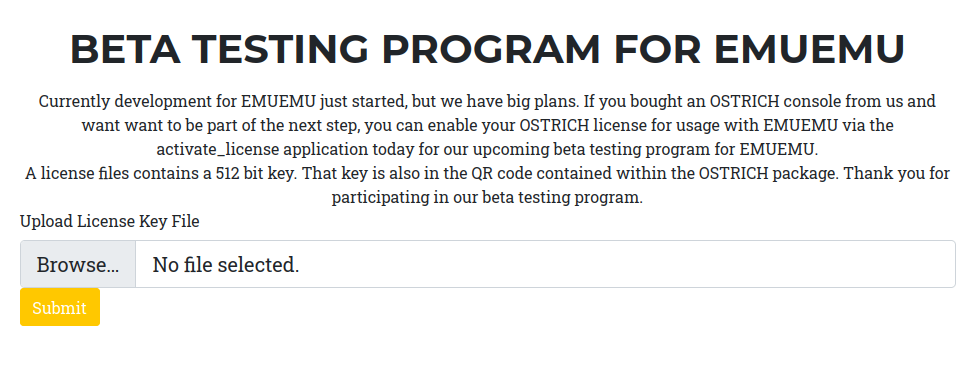 BETA TESTING PROGRAM FOR EMUEMU
Currently development for EMUEMU just started, but we have big plans. If you bought an OSTRICH console from us and
want want to be part of the next step, you can enable your OSTRICH license for usage with EMUEMU via the
activate_license application today for our upcoming beta testing program for EMUEMU.
A license files contains a 512 bit key. That key is also in the QR code contained within the OSTRICH package. Thank you for
participating in our beta testing program.
Upload License Key File
Browse... No file selected.
Submit